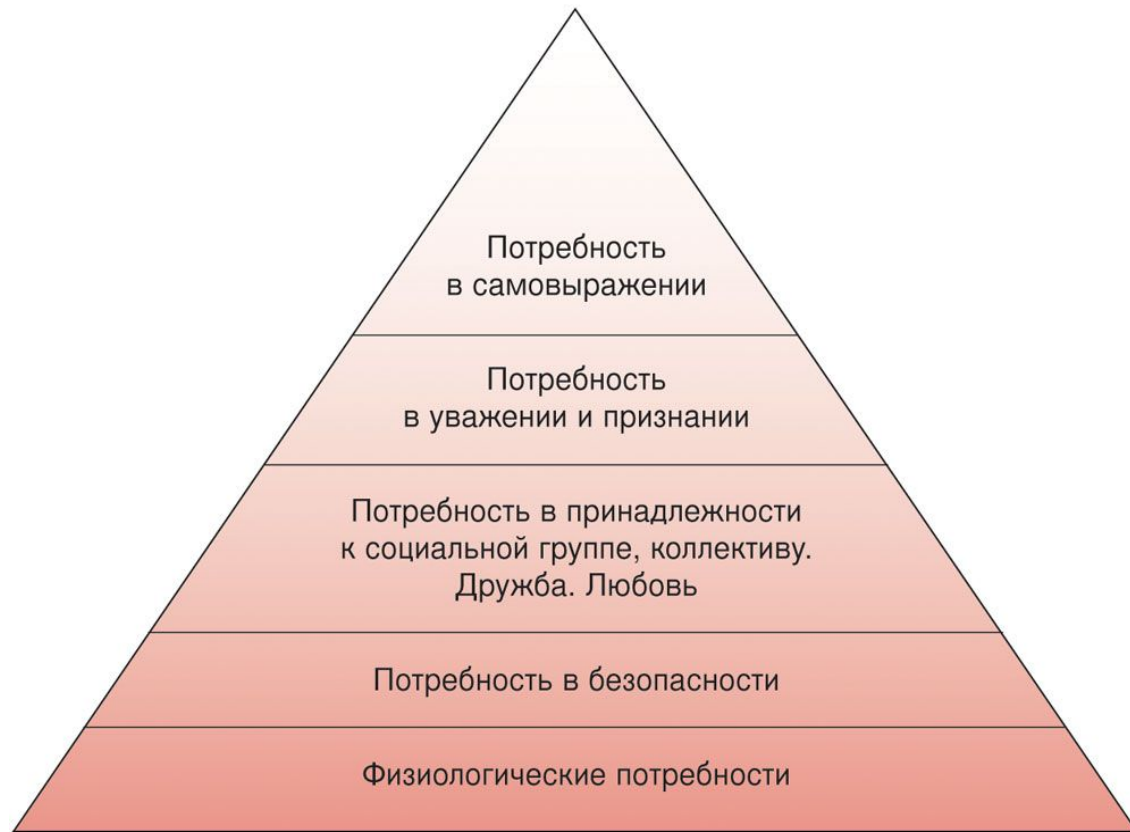 Потребность
в самовыражении
Потребность
в уважении и признании
Потребность в принадлежности
к социальной группе, коллективу.
Дружба. Любовь
Потребность в безопасности
Физиологические потребности